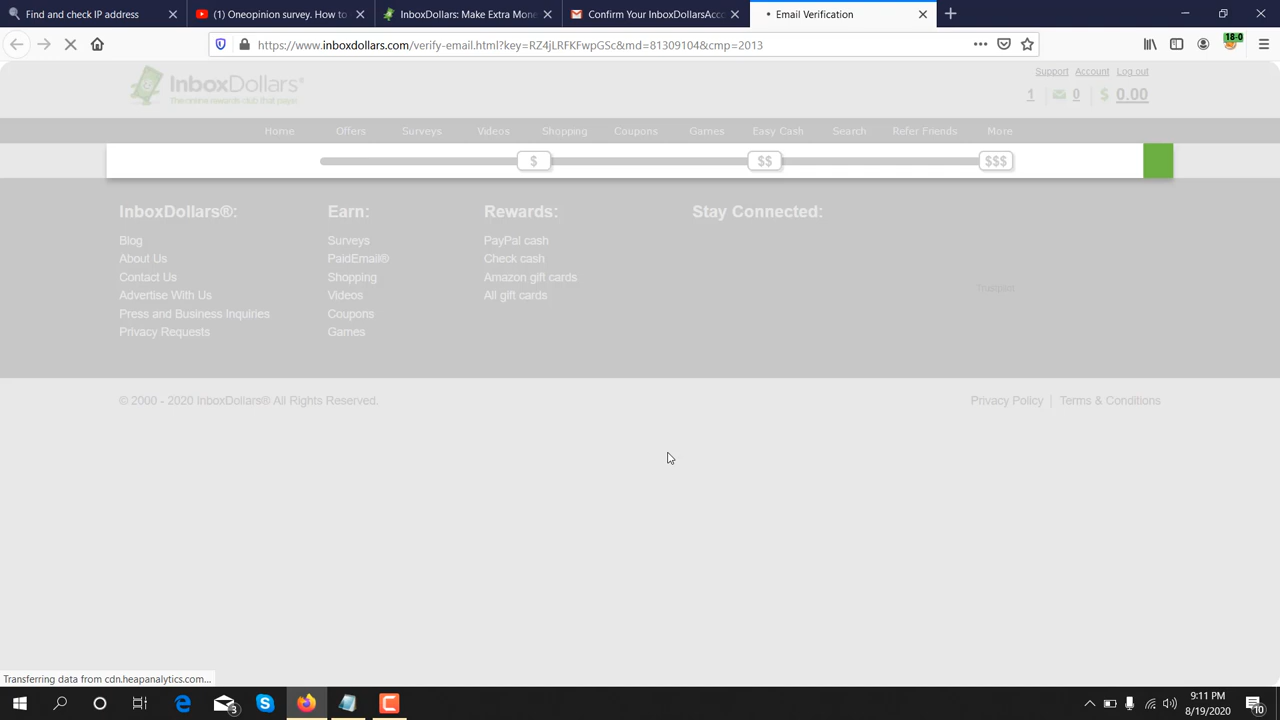 Find and check IP address
(1) Oneopinion survey. How to
InboxDollars: Make Extra Mone
Confirm Your InboxDollarsAcco
Email Verification
https://www.inboxdollars.com/verify-email.html?key=RZ4jLRFKFwpGSc&md=81309104&cmp=2013
18-0
InboxDollars®
The online rewards club that pays.
Support Account Log out
1 0 $ 0.00
Home Offers Surveys Videos Shopping Coupons Games Easy Cash Search Refer Friends More
$ $$ $$$
InboxDollars®: Earn: Rewards: Stay Connected:
Blog Surveys PayPal cash
About Us PaidEmail® Check cash
Contact Us Shopping Amazon gift cards
Advertise With Us Videos All gift cards
Trustpilot
Press and Business Inquiries Coupons
Privacy Requests Games
© 2000 - 2020 InboxDollars® All Rights Reserved. Privacy Policy | Terms & Conditions
Transferring data from cdn.heapanalytics.com...
9:11 PM
8/19/2020
3
10